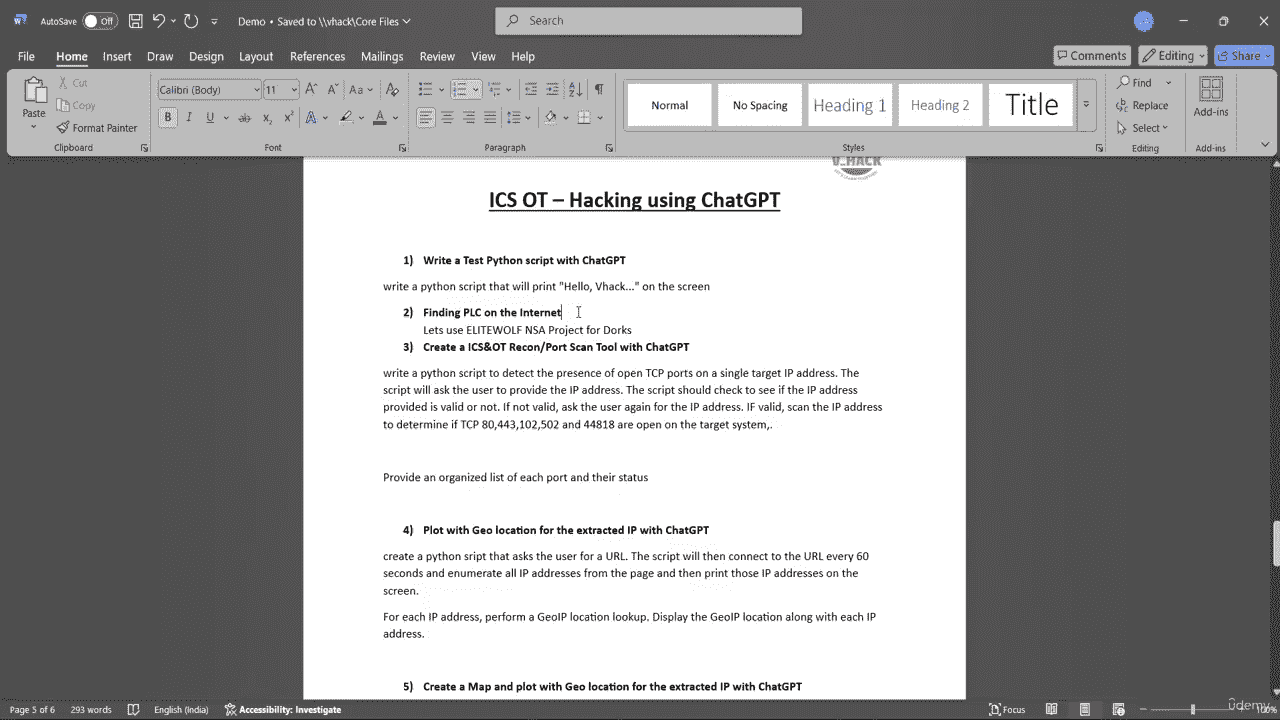 AutoSave Off Saved to \\vhack\Core Files
Search
File Home Insert Draw Design Layout References Mailings Review View Help
Comments Editing Share
Paste
Cut
Copy
Format Painter
Clipboard
Calibri (Body) 11
Font
Paragraph
Normal No Spacing Heading 1 Heading 2 Title
Styles
Find
Replace
Select
Editing
Add-ins
Add-ins
V_HACK
ICS OT – Hacking using ChatGPT
1) Write a Test Python script with ChatGPT
write a python script that will print "Hello, Vhack..." on the screen
2) Finding PLC on the Internet
Lets use ELITEWOLF NSA Project for Dorks
3) Create a ICS&OT Recon/Port Scan Tool with ChatGPT
write a python script to detect the presence of open TCP ports on a single target IP address. The
script will ask the user to provide the IP address. The script should check to see if the IP address
provided is valid or not. If not valid, ask the user again for the IP address. IF valid, scan the IP address
to determine if TCP 80,443,102,502 and 44818 are open on the target system,.
Provide an organized list of each port and their status
4) Plot with Geo location for the extracted IP with ChatGPT
create a python sript that asks the user for a URL. The script will then connect to the URL every 60
seconds and enumerate all IP addresses from the page and then print those IP addresses on the
screen.
For each IP address, perform a GeoIP location lookup. Display the GeoIP location along with each IP
address.
5) Create a Map and plot with Geo location for the extracted IP with ChatGPT
Page 5 of 6 293 words English (India) Accessibility: Investigate
Focus
Udemy